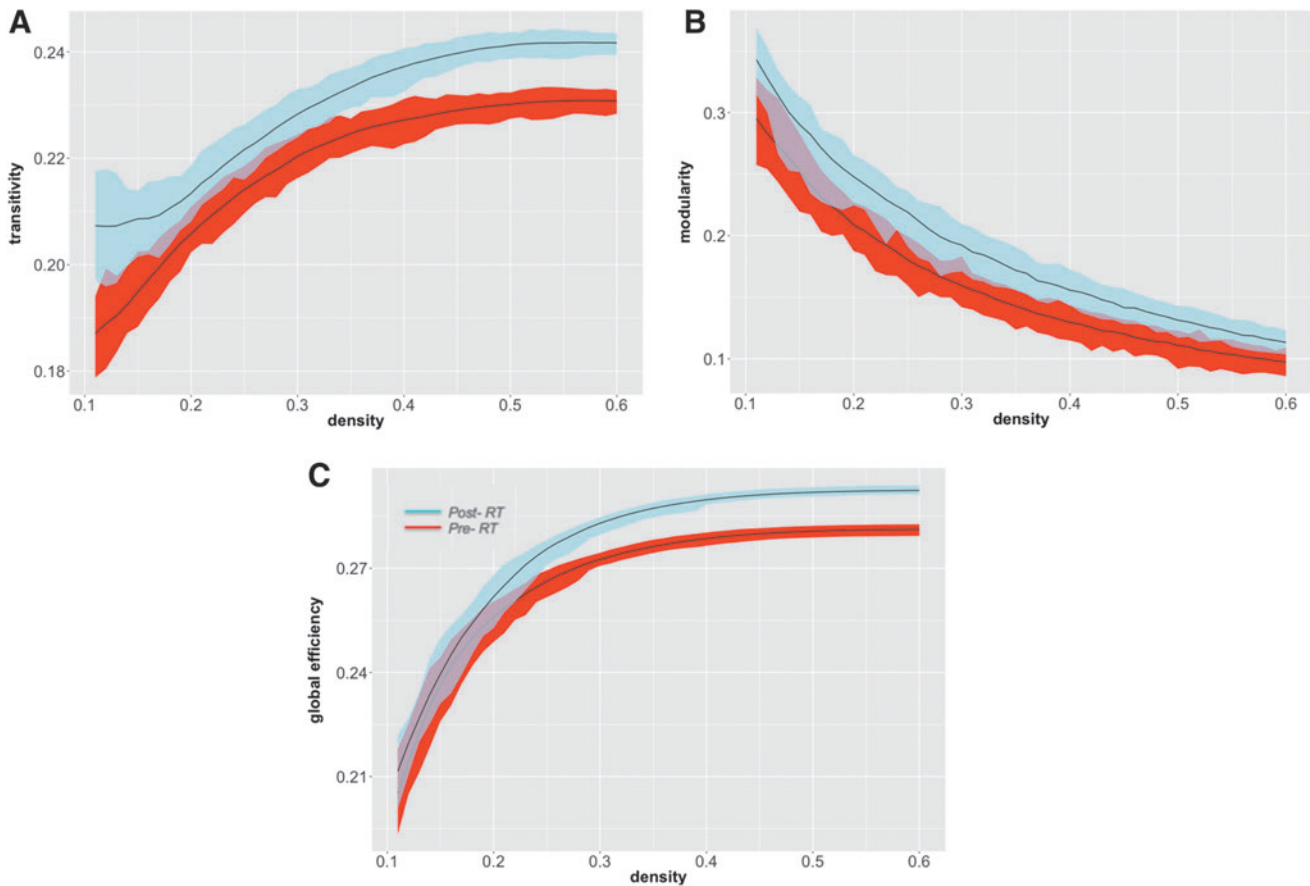 A
transitivity
0.24
0.22
0.20
0.18
0.1 0.2 0.3 0.4 0.5 0.6
density
B
modularity
0.3
0.2
0.1
0.1 0.2 0.3 0.4 0.5 0.6
density
C
Post- RT
Pre- RT
global efficiency
0.27
0.24
0.21
0.1 0.2 0.3 0.4 0.5 0.6
density